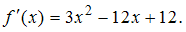 f'(x) = 3x² − 12x + 12.